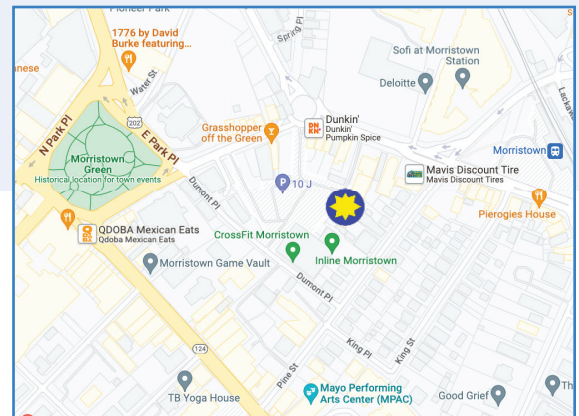 Pioneer Park
1776 by David
Burke featuring...
Water St
Spring Pl
Sofi at Morristown
Station
Deloitte
nese
N Park Pl
202
E Park Pl
Grasshopper
off the Green
DN
KN'
Dunkin'
Dunkin'
Pumpkin Spice
Lackaw
Morristown
Morristown
Green
Historical location for town events
Mavis Discount Tire
Mavis Discount Tires
P 10 J
Dumont Pl
Pierogies House
QDOBA Mexican Eats
Qdoba Mexican Eats
CrossFit Morristown
Inline Morristown
Morristown Game Vault
Dumont Pl
124
King Pl
King St
Pine St
TB Yoga House
Mayo Performing
Arts Center (MPAC)
Good Grief
Th